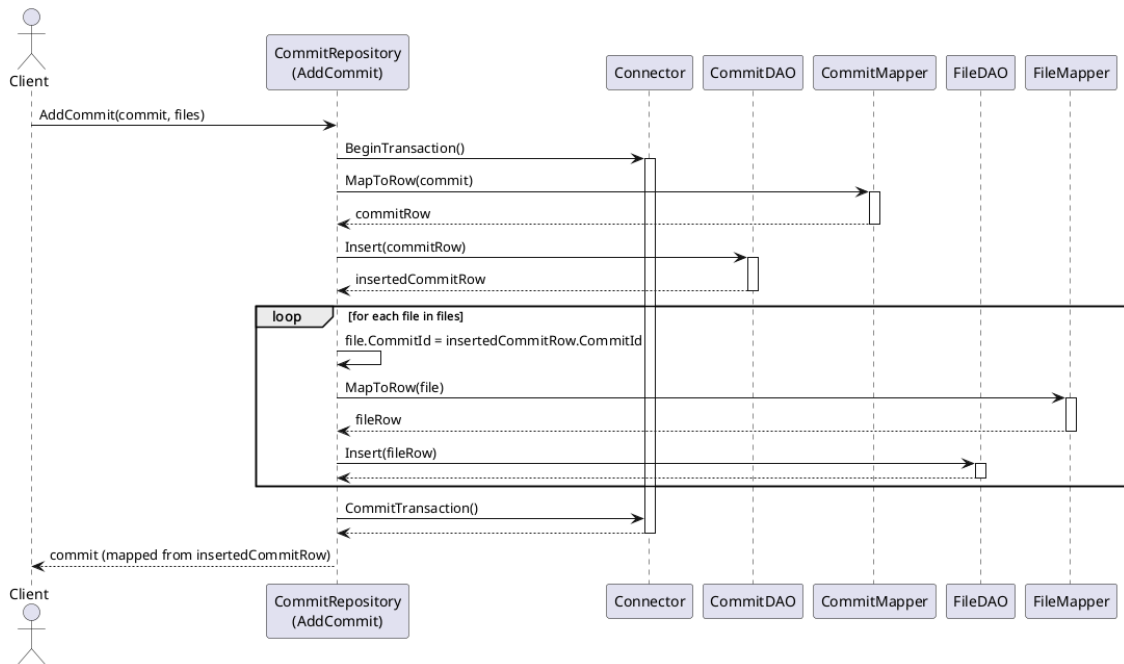 Client
CommitRepository
(AddCommit)
Connector
CommitDAO
CommitMapper
FileDAO
FileMapper
AddCommit(commit, files)
BeginTransaction()
MapToRow(commit)
commitRow
Insert(commitRow)
insertedCommitRow
loop
[for each file in files]
file.CommitId = insertedCommitRow.CommitId
MapToRow(file)
fileRow
Insert(fileRow)
CommitTransaction()
commit (mapped from insertedCommitRow)
Client
CommitRepository
(AddCommit)
Connector
CommitDAO
CommitMapper
FileDAO
FileMapper